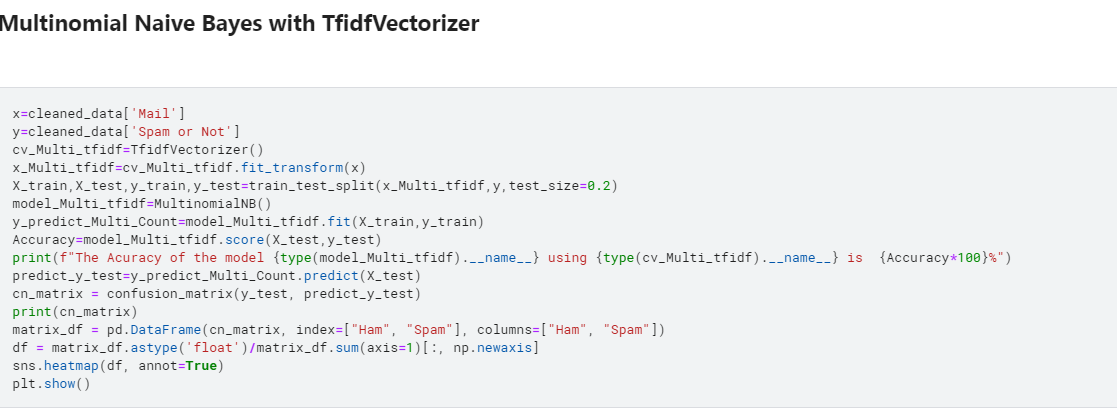 Multinomial Naive Bayes with TfidfVectorizer
x=cleaned_data['Mail']
y=cleaned_data['Spam or Not']
cv_Multi_tfidf=TfidfVectorizer()
x_Multi_tfidf=cv_Multi_tfidf.fit_transform(x)
X_train,X_test,y_train,y_test=train_test_split(x_Multi_tfidf,y,test_size=0.2)
model_Multi_tfidf=MultinomialNB()
y_predict_Multi_Count=model_Multi_tfidf.fit(X_train,y_train)
Accuracy=model_Multi_tfidf.score(X_test,y_test)
print(f"The Acuracy of the model {type(model_Multi_tfidf).__name__} using {type(cv_Multi_tfidf).__name__} is  {Accuracy*100}%")
predict_y_test=y_predict_Multi_Count.predict(X_test)
cn_matrix = confusion_matrix(y_test, predict_y_test)
print(cn_matrix)
matrix_df = pd.DataFrame(cn_matrix, index=["Ham", "Spam"], columns=["Ham", "Spam"])
df = matrix_df.astype('float')/matrix_df.sum(axis=1)[:, np.newaxis]
sns.heatmap(df, annot=True)
plt.show()